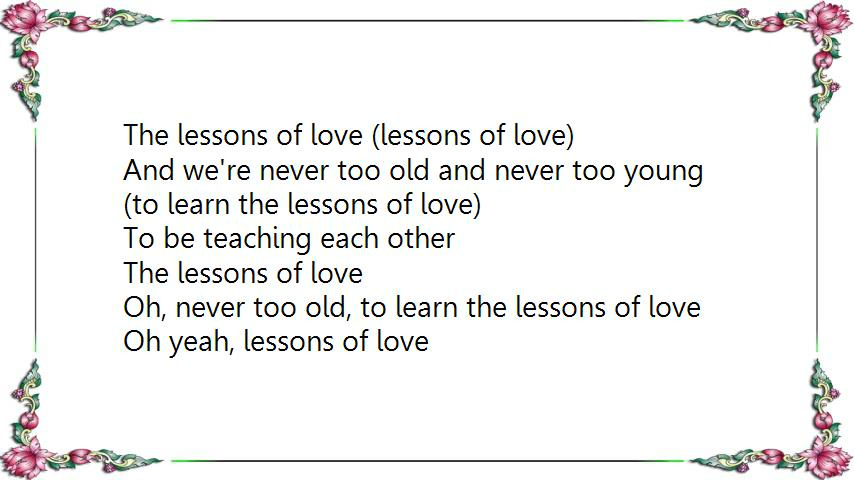 The lessons of love (lessons of love)
And we're never too old and never too young
(to learn the lessons of love)
To be teaching each other
The lessons of love
Oh, never too old, to learn the lessons of love
Oh yeah, lessons of love